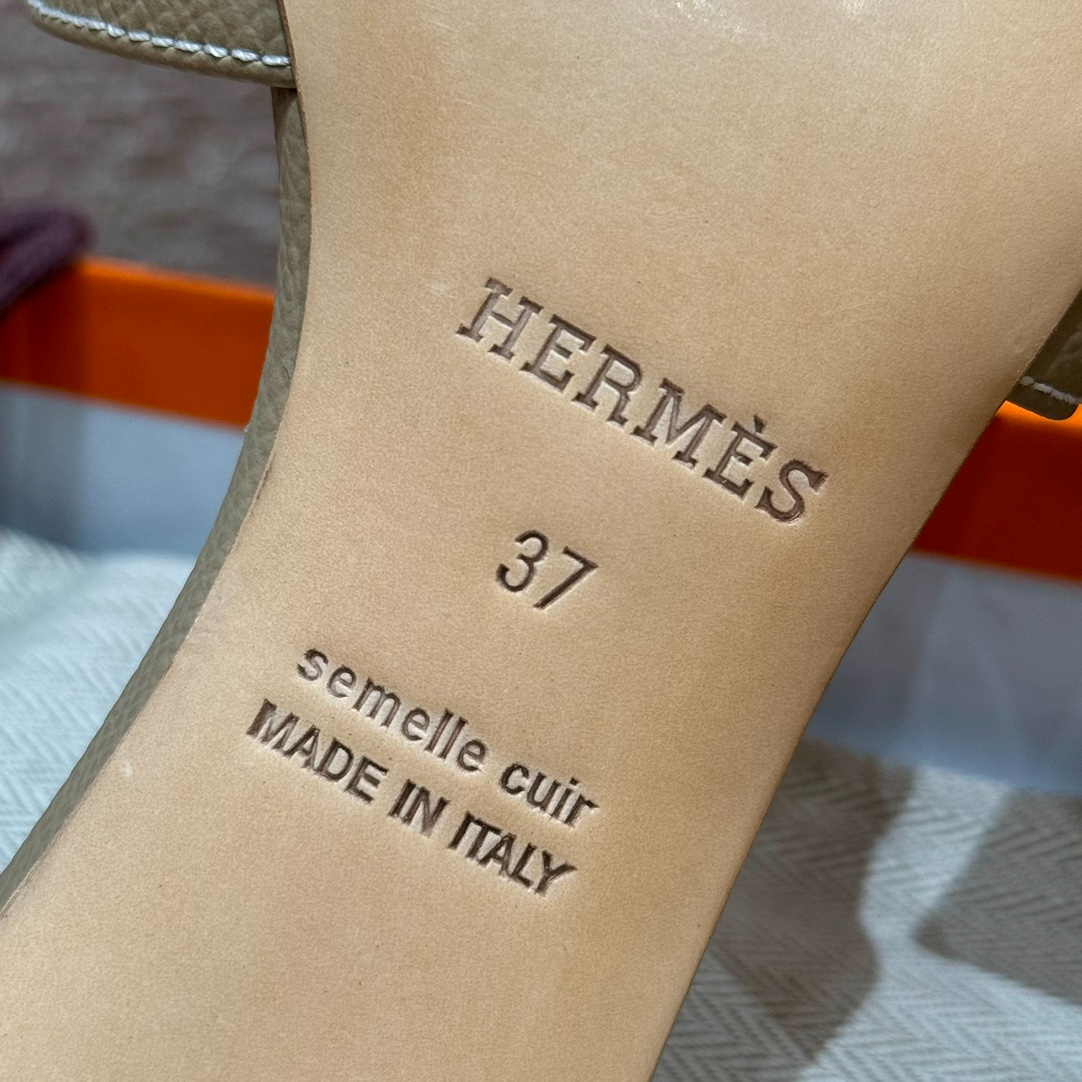 HERMÈS
37
semelle cuir
MADE IN ITALY